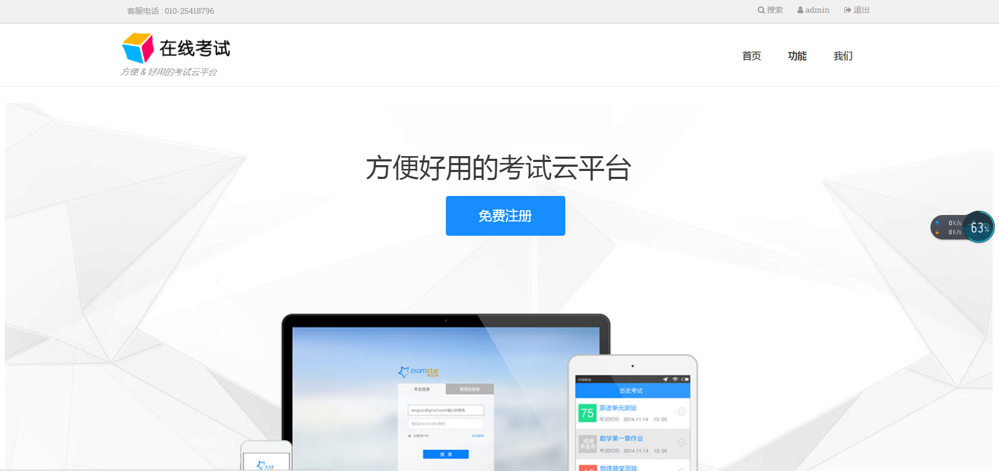 客服电话 : 010-25418796
搜索 admin 退出
在线考试
方便 & 好用的考试云平台
首页 功能 我们
方便好用的考试云平台
免费注册
0K/s
0K/s
63%
examstar
考试星
考生登录 管理员登录
tengxun@gmail.com/输入时颜色
密码placeholder颜色
记住用户名 忘记密码
登 录
中国移动
历史考试
75 英语单元测验
考试时间：2014.11.14 13:05
成绩
未发布
数学第一章作业
考试时间：2014.11.14 13:05
物理随堂测验
考试星